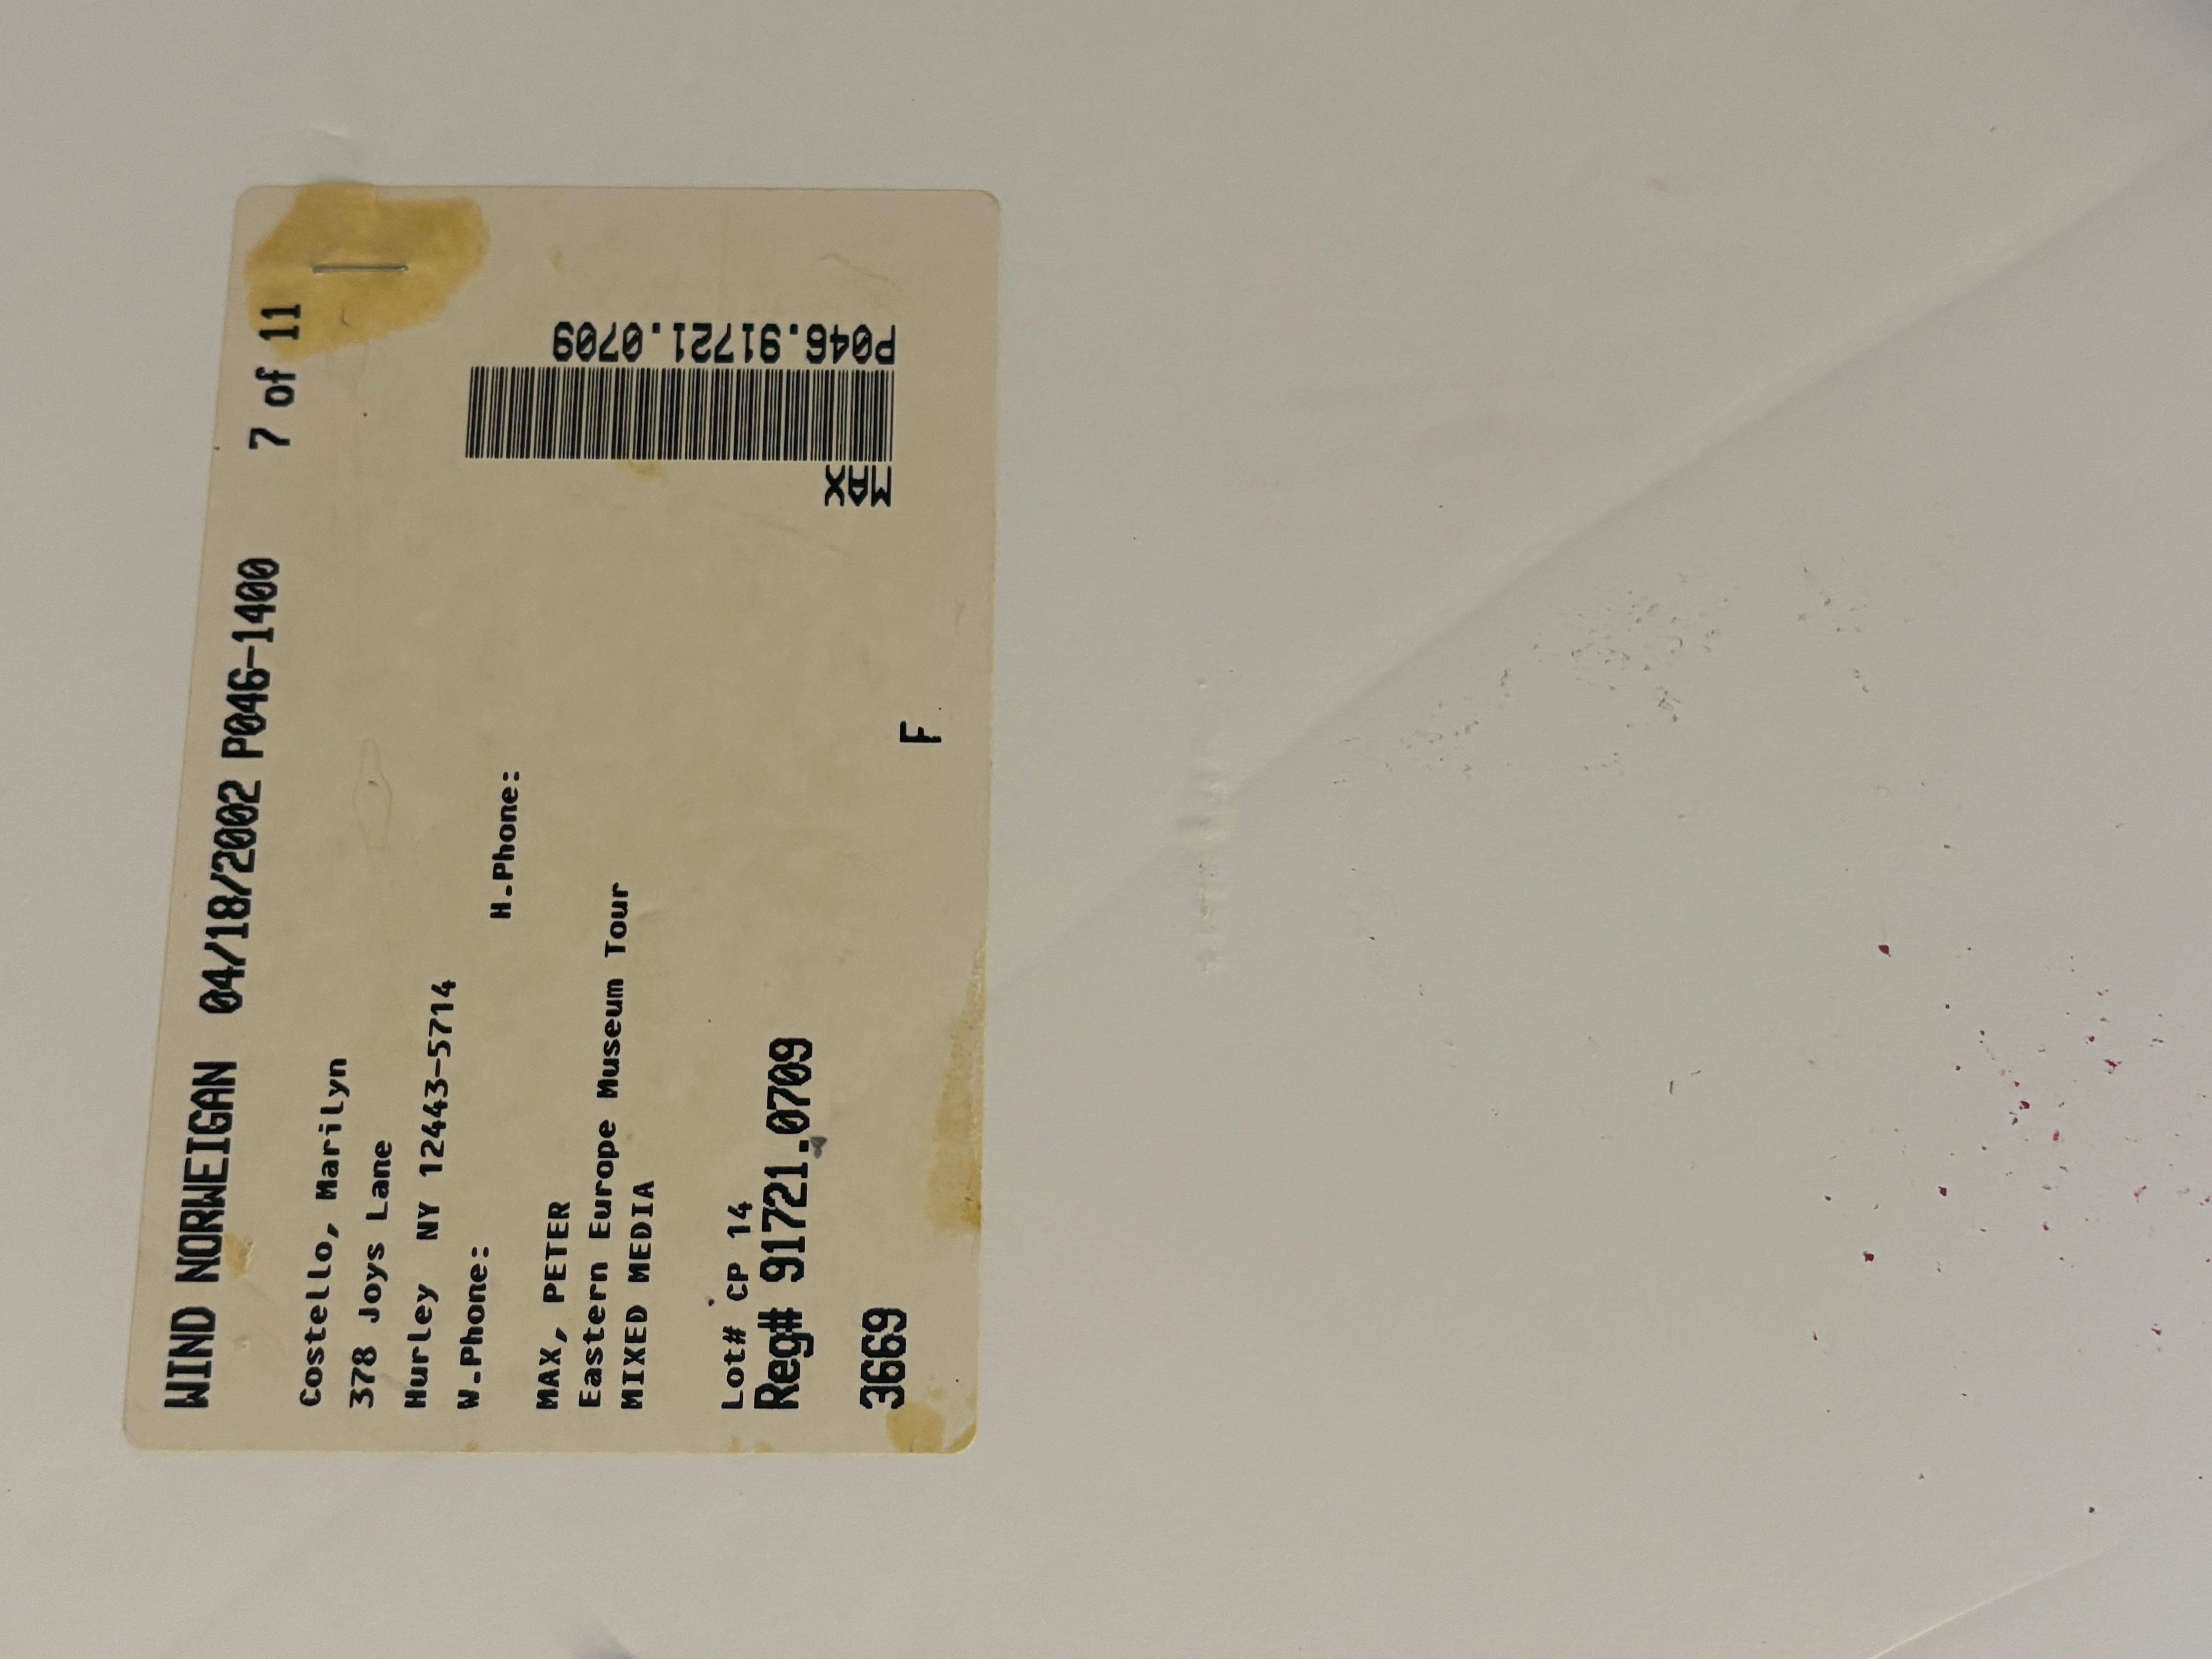 WIND NORWEIGAN 04/18/2002 P046-1400 7 of 11
Costello, Marilyn
378 Joys Lane
Hurley NY 12443-5714
W.Phone: H.Phone:
MAX, PETER
Eastern Europe Museum Tour
MIXED MEDIA
Lot# CP 14
Reg# 91721.0709
3669 F
MAX
P046.91721.0709